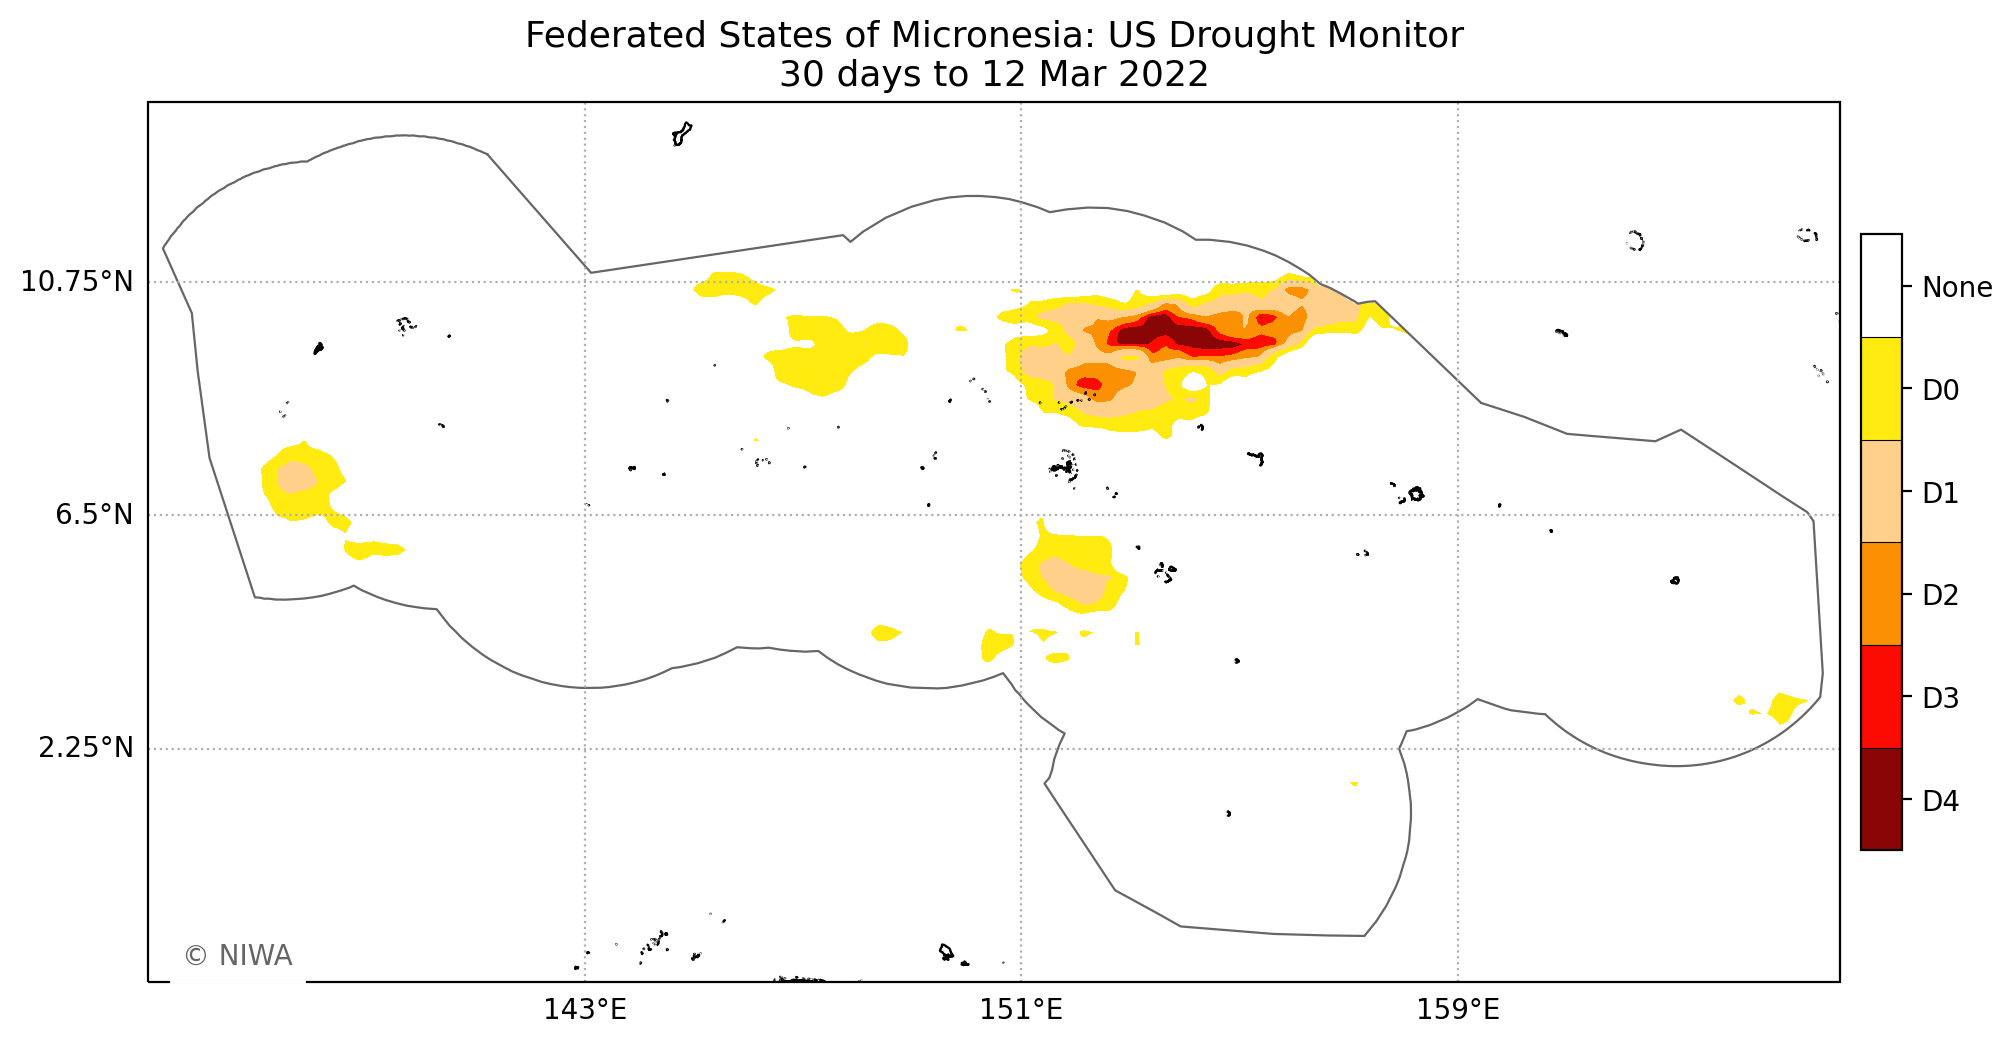 Federated States of Micronesia: US Drought Monitor
30 days to 12 Mar 2022
10.75°N
6.5°N
2.25°N
143°E
151°E
159°E
None
D0
D1
D2
D3
D4
© NIWA